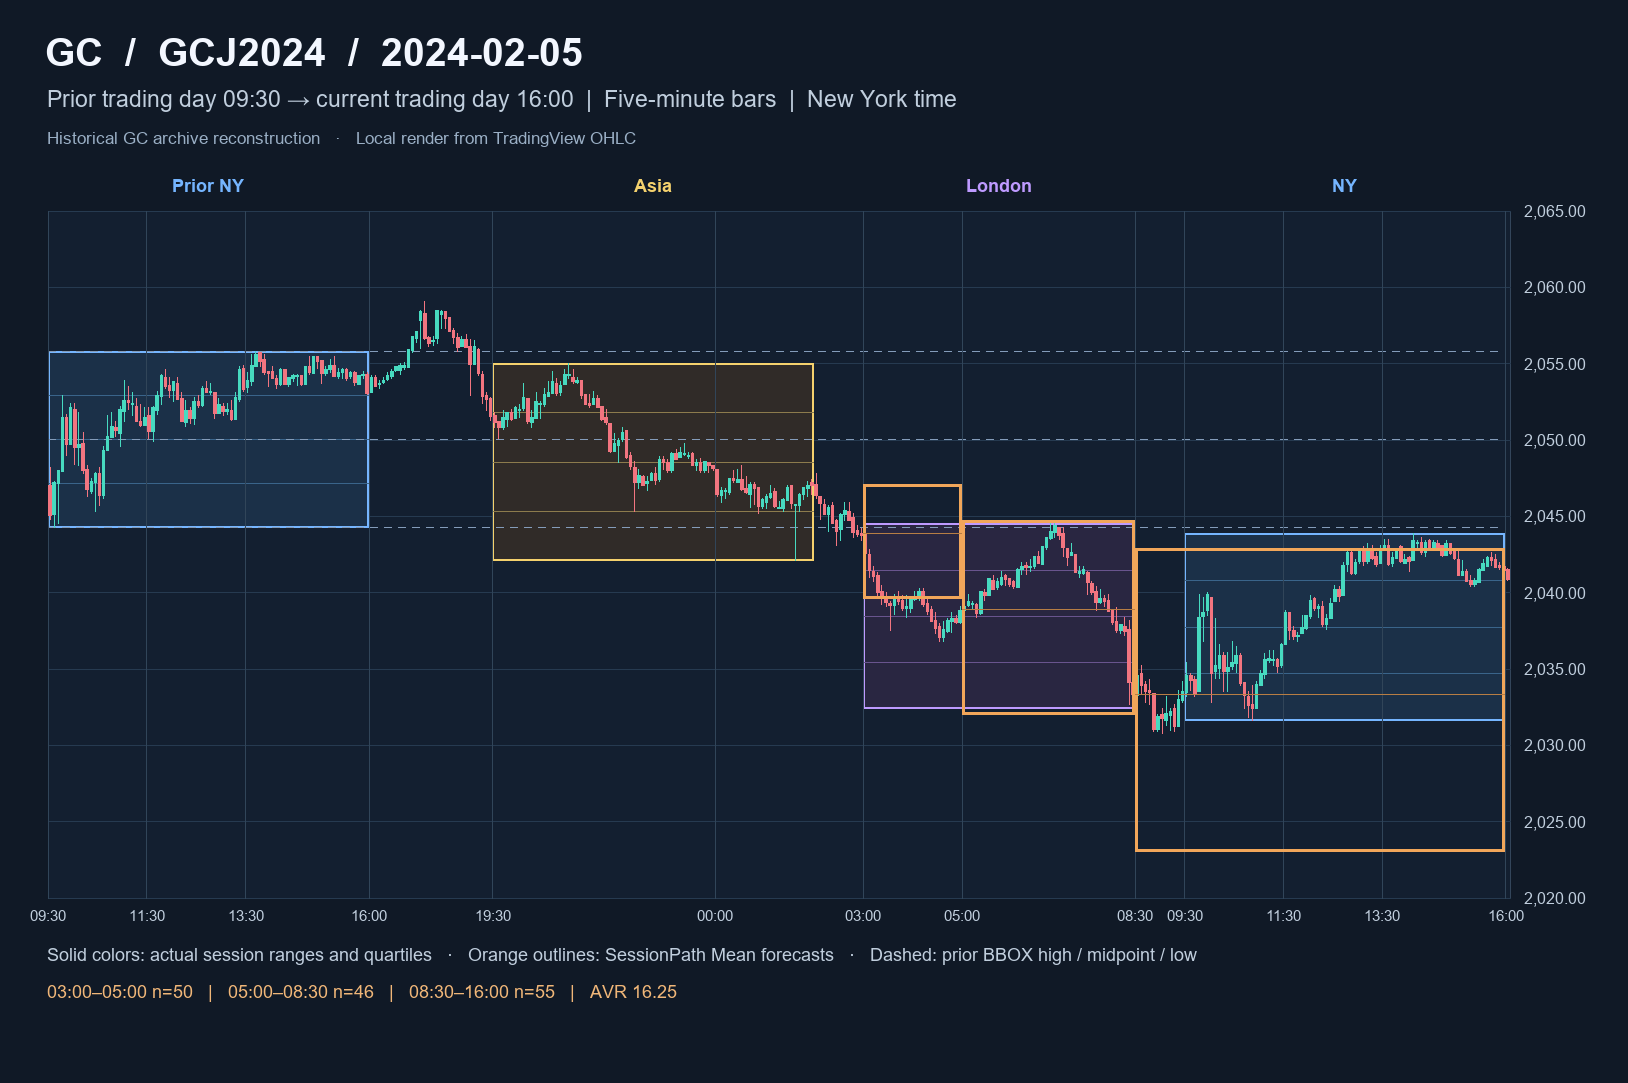 GC / GCJ2024 / 2024-02-05
Prior trading day 09:30 → current trading day 16:00 | Five-minute bars | New York time
Historical GC archive reconstruction · Local render from TradingView OHLC
Prior NY Asia London NY
2,065.00
2,060.00
2,055.00
2,050.00
2,045.00
2,040.00
2,035.00
2,030.00
2,025.00
2,020.00
09:30 11:30 13:30 16:00 19:30 00:00 03:00 05:00 08:30 09:30 11:30 13:30 16:00
Solid colors: actual session ranges and quartiles · Orange outlines: SessionPath Mean forecasts · Dashed: prior BBOX high / midpoint / low
03:00–05:00 n=50 | 05:00–08:30 n=46 | 08:30–16:00 n=55 | AVR 16.25